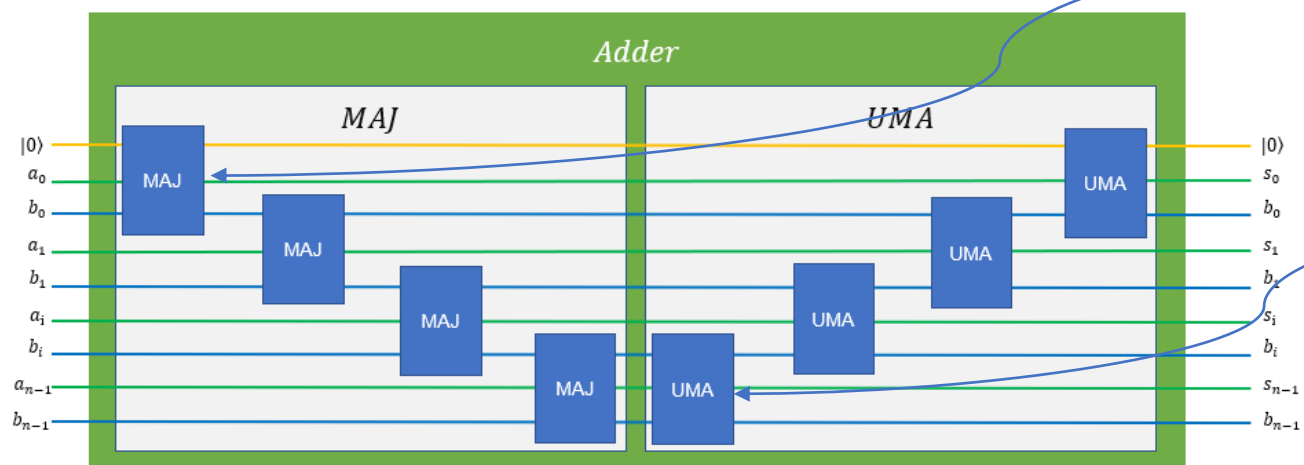 Adder
MAJ UMA
|0⟩ |0⟩
a₀ MAJ UMA s₀
b₀ b₀
a₁ MAJ UMA s₁
b₁ b₁
aᵢ MAJ UMA sᵢ
bᵢ bᵢ
aₙ₋₁ MAJ UMA sₙ₋₁
bₙ₋₁ bₙ₋₁